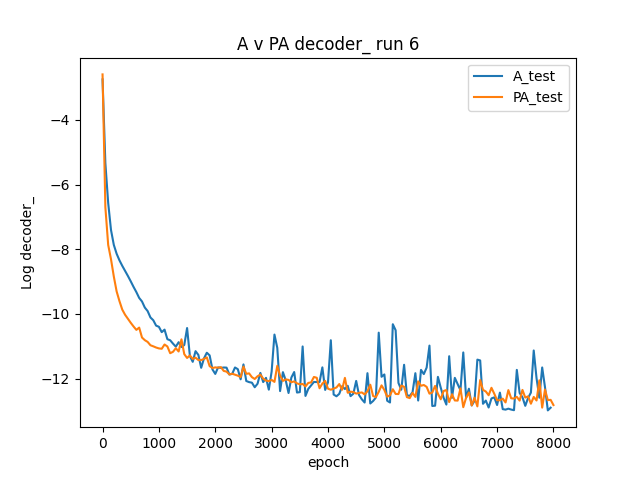 A v PA decoder_ run 6
A_test
PA_test
Log decoder_
−4
−6
−8
−10
−12
0 1000 2000 3000 4000 5000 6000 7000 8000
epoch